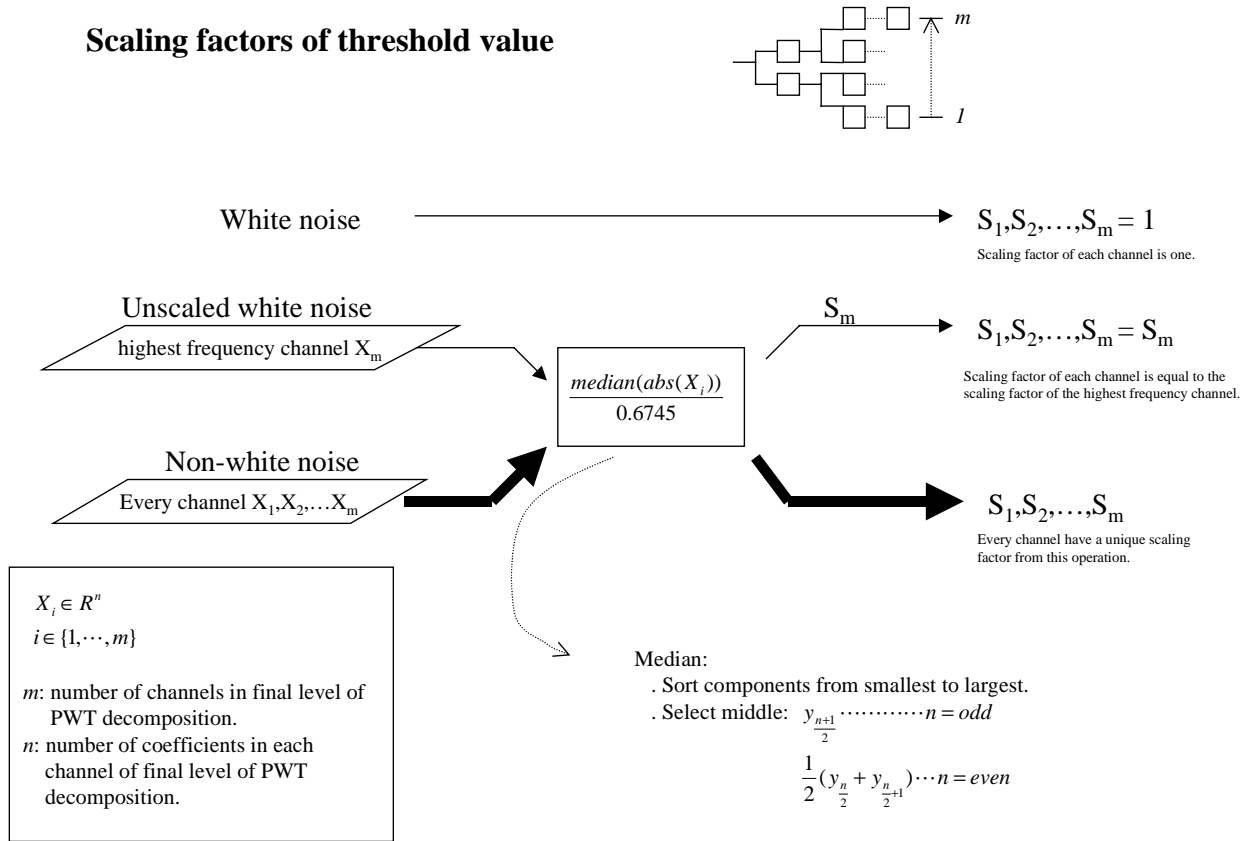 Scaling factors of threshold value
m
1
White noise
S₁,S₂,…,Sₘ = 1
Scaling factor of each channel is one.
Unscaled white noise
highest frequency channel Xₘ
Sₘ
S₁,S₂,…,Sₘ = Sₘ
Scaling factor of each channel is equal to the
scaling factor of the highest frequency channel.
median(abs(Xᵢ))
0.6745
Non-white noise
Every channel X₁,X₂,…Xₘ
S₁,S₂,…,Sₘ
Every channel have a unique scaling
factor from this operation.
Xᵢ ∈ Rⁿ
i ∈ {1,⋯,m}
m: number of channels in final level of
PWT decomposition.
n: number of coefficients in each
channel of final level of PWT
decomposition.
Median:
. Sort components from smallest to largest.
. Select middle: y_{(n+1)/2} ⋯⋯⋯⋯ n = odd
1/2 (y_{n/2} + y_{n/2+1}) ⋯ n = even